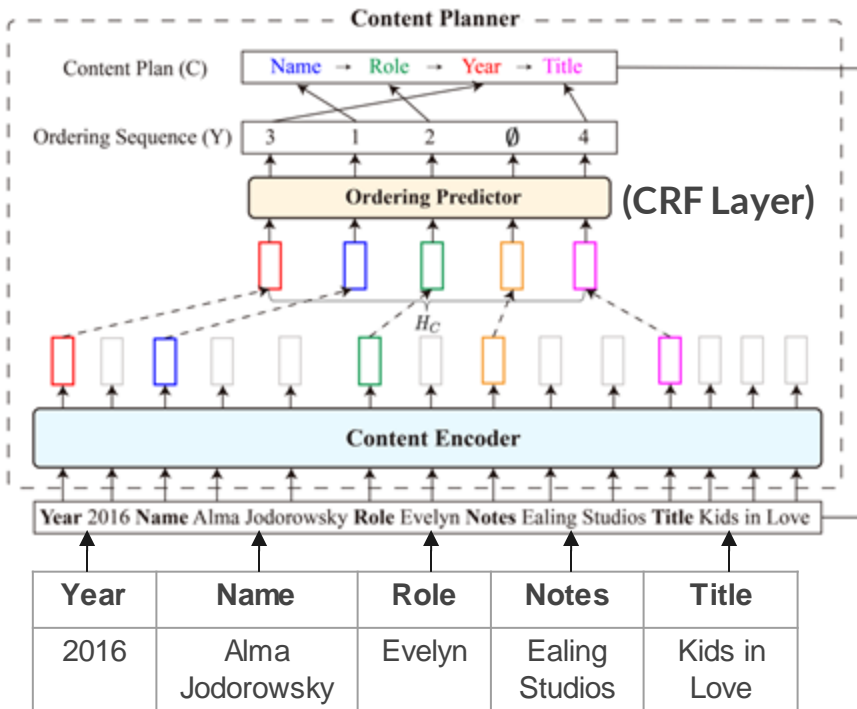 Content Planner
Content Plan (C) Name → Role → Year → Title
Ordering Sequence (Y) 3 1 2 ∅ 4
Ordering Predictor (CRF Layer)
H_C
Content Encoder
Year 2016 Name Alma Jodorowsky Role Evelyn Notes Ealing Studios Title Kids in Love
Year Name Role Notes Title
2016 Alma Evelyn Ealing Kids in
Jodorowsky Studios Love